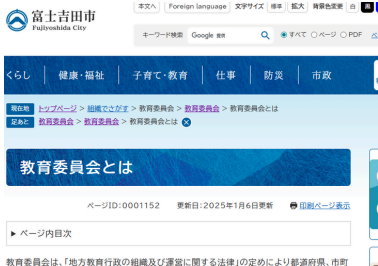 富士吉田市
Fujiyoshida City
本文へ Foreign language 文字サイズ 標準 拡大 背景色変更 白 黒
キーワード検索 Google 提供 すべて ページ PDF
くらし 健康・福祉 子育て・教育 仕事 防災 市政
現在地 トップページ > 組織でさがす > 教育委員会 > 教育委員会 > 教育委員会とは
足あと 教育委員会 > 教育委員会 > 教育委員会とは
教育委員会とは
ページID:0001152 更新日:2025年1月6日更新 印刷ページ表示
ページ内目次
教育委員会は、「地方教育行政の組織及び運営に関する法律」の定めにより都道府県、市町